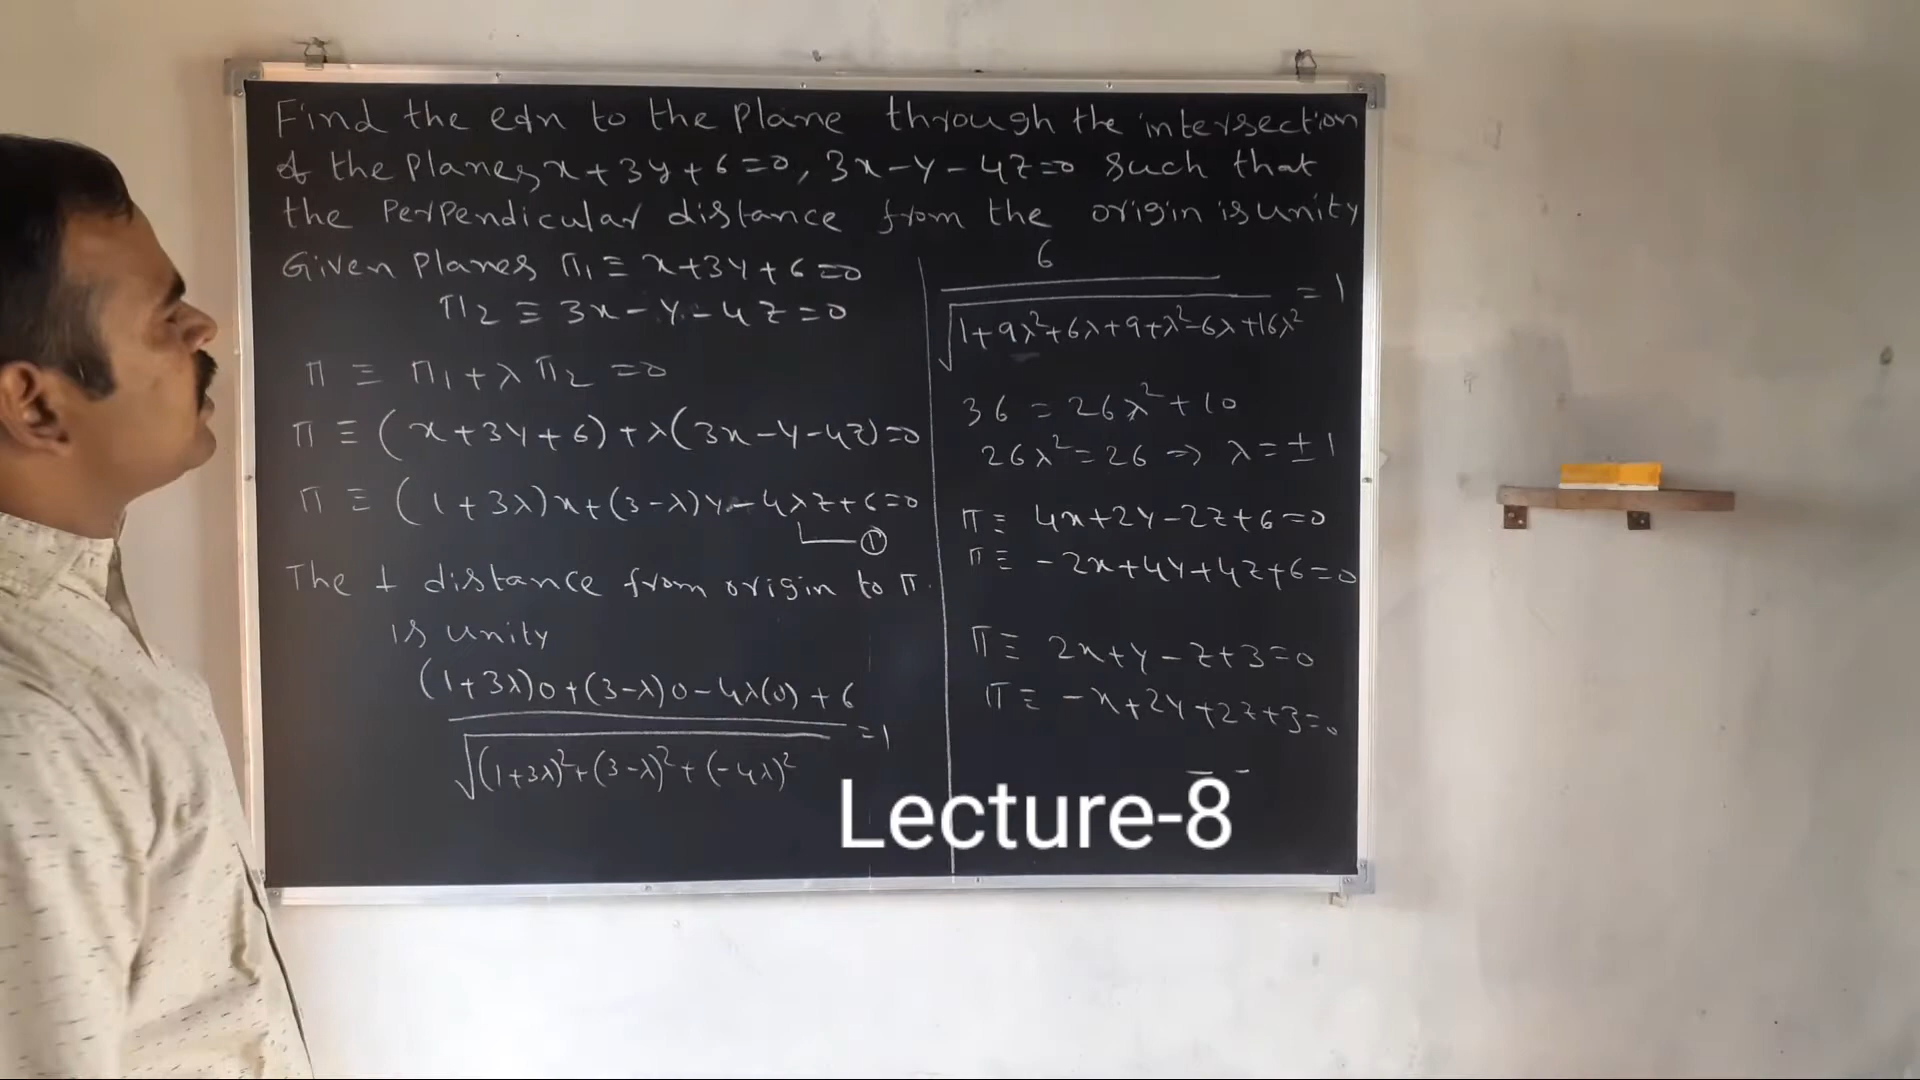 Find the eqn to the plane through the intersection
of the planes x+3y+6=0, 3x-y-4z=0 such that
the perpendicular distance from the origin is unity
Given planes π₁ ≡ x+3y+6=0
π₂ ≡ 3x-y-4z=0
π ≡ π₁+λπ₂ =0
π ≡ (x+3y+6)+λ(3x-y-4z)=0
π ≡ (1+3λ)x+(3-λ)y-4λz+6=0
①
The ⊥ distance from origin to π.
is unity
(1+3λ)0+(3-λ)0-4λ(0)+6
√(1+3λ)²+(3-λ)²+(-4λ)² =1
6
√1+9λ²+6λ+9+λ²-6λ+16λ² =1
36 = 26λ²+10
26λ²=26 ⇒ λ=±1
π ≡ 4x+2y-2z+6=0
π ≡ -2x+4y+4z+6=0
π ≡ 2x+y-z+3=0
π ≡ -x+2y+2z+3=0
Lecture-8